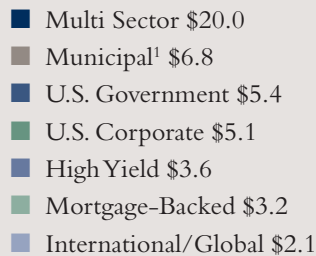 Multi Sector $20.0
Municipal¹ $6.8
U.S. Government $5.4
U.S. Corporate $5.1
High Yield $3.6
Mortgage-Backed $3.2
International/Global $2.1